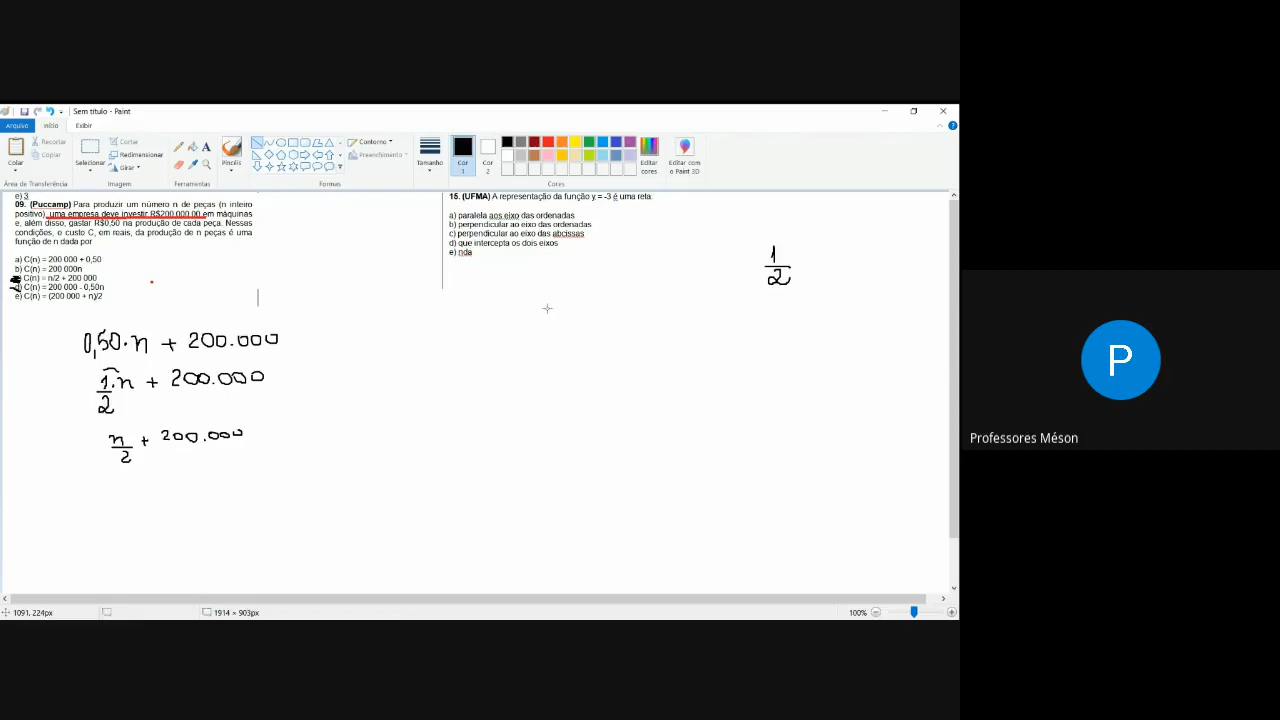 Sem título - Paint
Arquivo
Início
Exibir
Colar
Recortar
Copiar
Área de Transferência
Selecionar
Cortar
Redimensionar
Girar
Imagem
Ferramentas
Pincéis
Formas
Contorno
Preenchimento
Tamanho
Cor
1
Cor
2
Cores
Editar
cores
Editar com
o Paint 3D
e) 3
09. (Puccamp) Para produzir um número n de peças (n inteiro
positivo), uma empresa deve investir R$200 000,00 em máquinas
e, além disso, gastar R$0,50 na produção de cada peça. Nessas
condições, o custo C, em reais, da produção de n peças é uma
função de n dada por
a) C(n) = 200 000 + 0,50
b) C(n) = 200 000n
C(n) = n/2 + 200 000
d) C(n) = 200 000 - 0,50n
e) C(n) = (200 000 + n)/2
0,50·n + 200.000
1/2·n + 200.000
n/2 + 200.000
15. (UFMA) A representação da função y = -3 é uma reta:
a) paralela aos eixo das ordenadas
b) perpendicular ao eixo das ordenadas
c) perpendicular ao eixo das abcissas
d) que intercepta os dois eixos
e) nda
1/2
P
Professores Méson
1091, 224px
1914 × 903px
100%